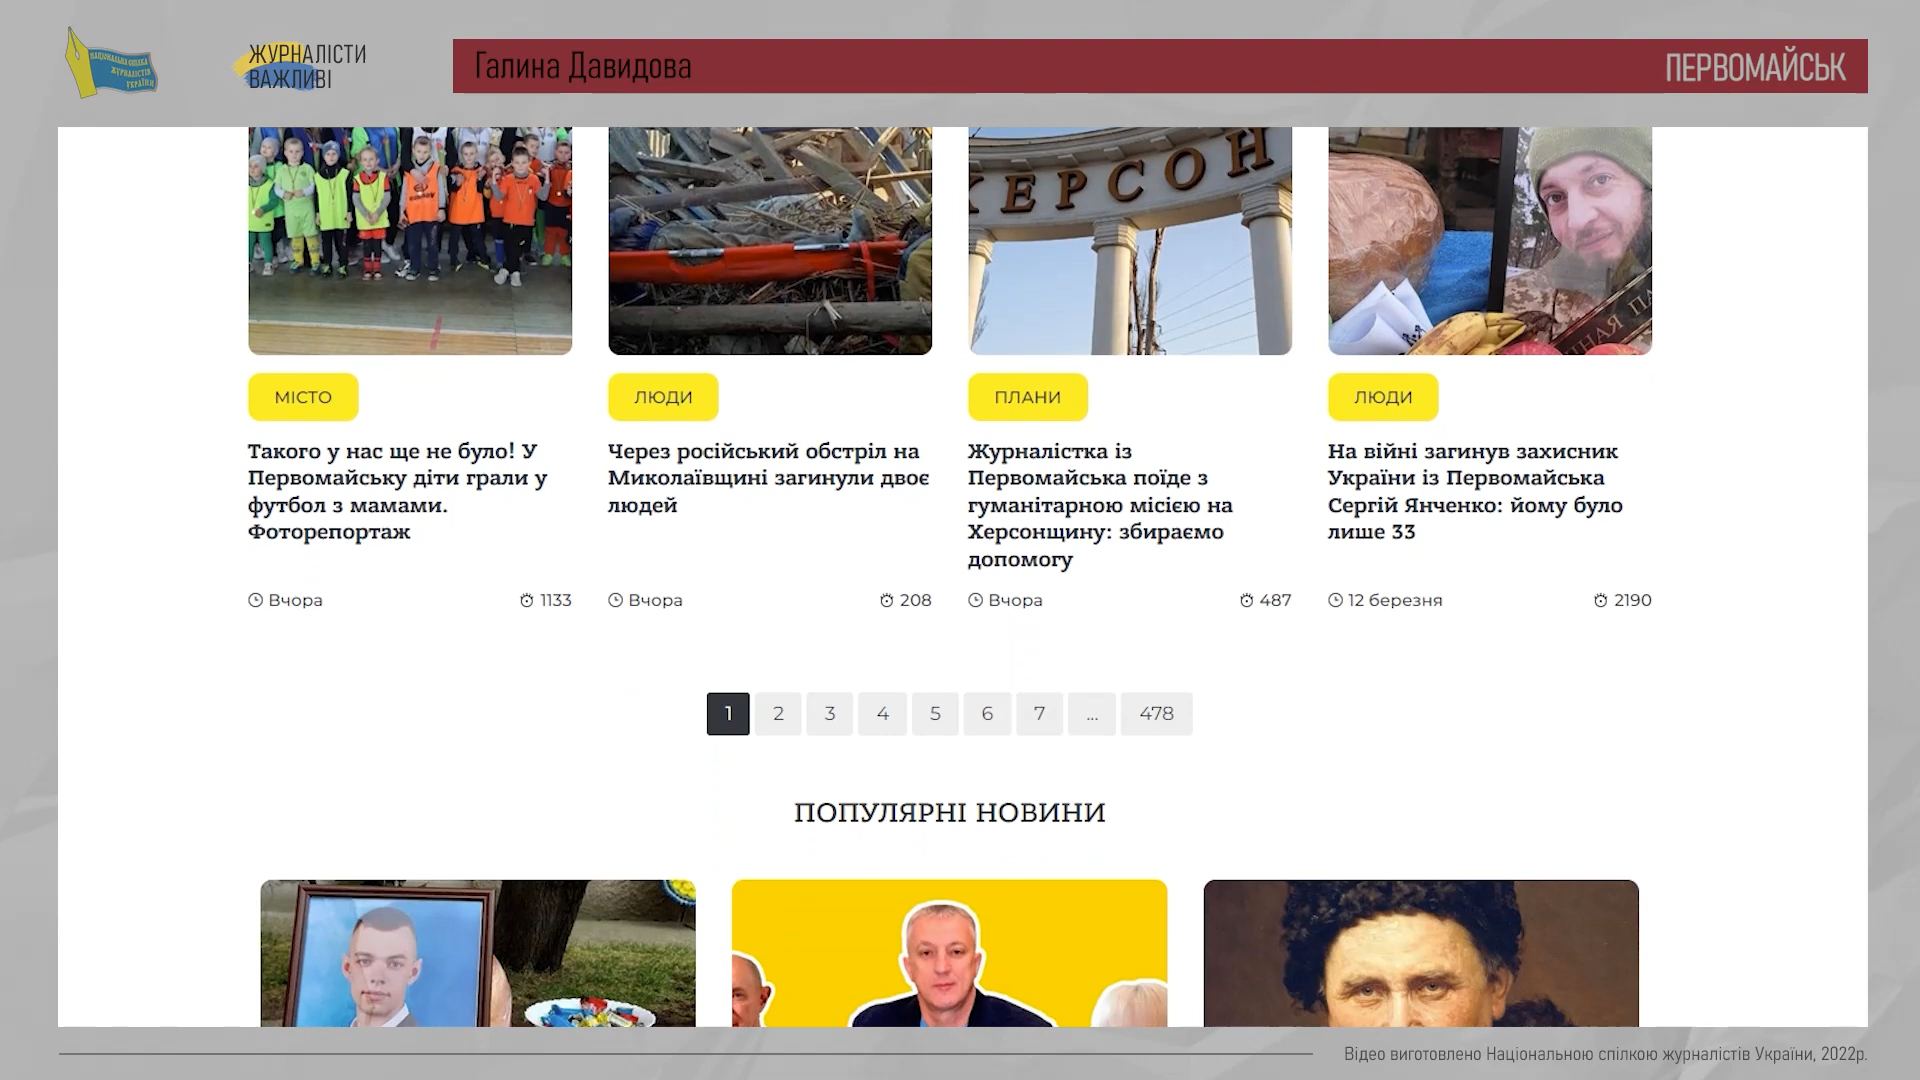 НАЦІОНАЛЬНА СПІЛКА
ЖУРНАЛІСТІВ
УКРАЇНИ
ЖУРНАЛІСТИ
ВАЖЛИВІ
Галина Давидова
ПЕРВОМАЙСЬК
ХЕРСОН
МІСТО
ЛЮДИ
ПЛАНИ
ЛЮДИ
Такого у нас ще не було! У
Первомайську діти грали у
футбол з мамами.
Фоторепортаж
Через російський обстріл на
Миколаївщині загинули двоє
людей
Журналістка із
Первомайська поїде з
гуманітарною місією на
Херсонщину: збираємо
допомогу
На війні загинув захисник
України із Первомайська
Сергій Янченко: йому було
лише 33
Вчора 1133
Вчора 208
Вчора 487
12 березня 2190
1 2 3 4 5 6 7 ... 478
ПОПУЛЯРНІ НОВИНИ
Відео виготовлено Національною спілкою журналістів України, 2022р.